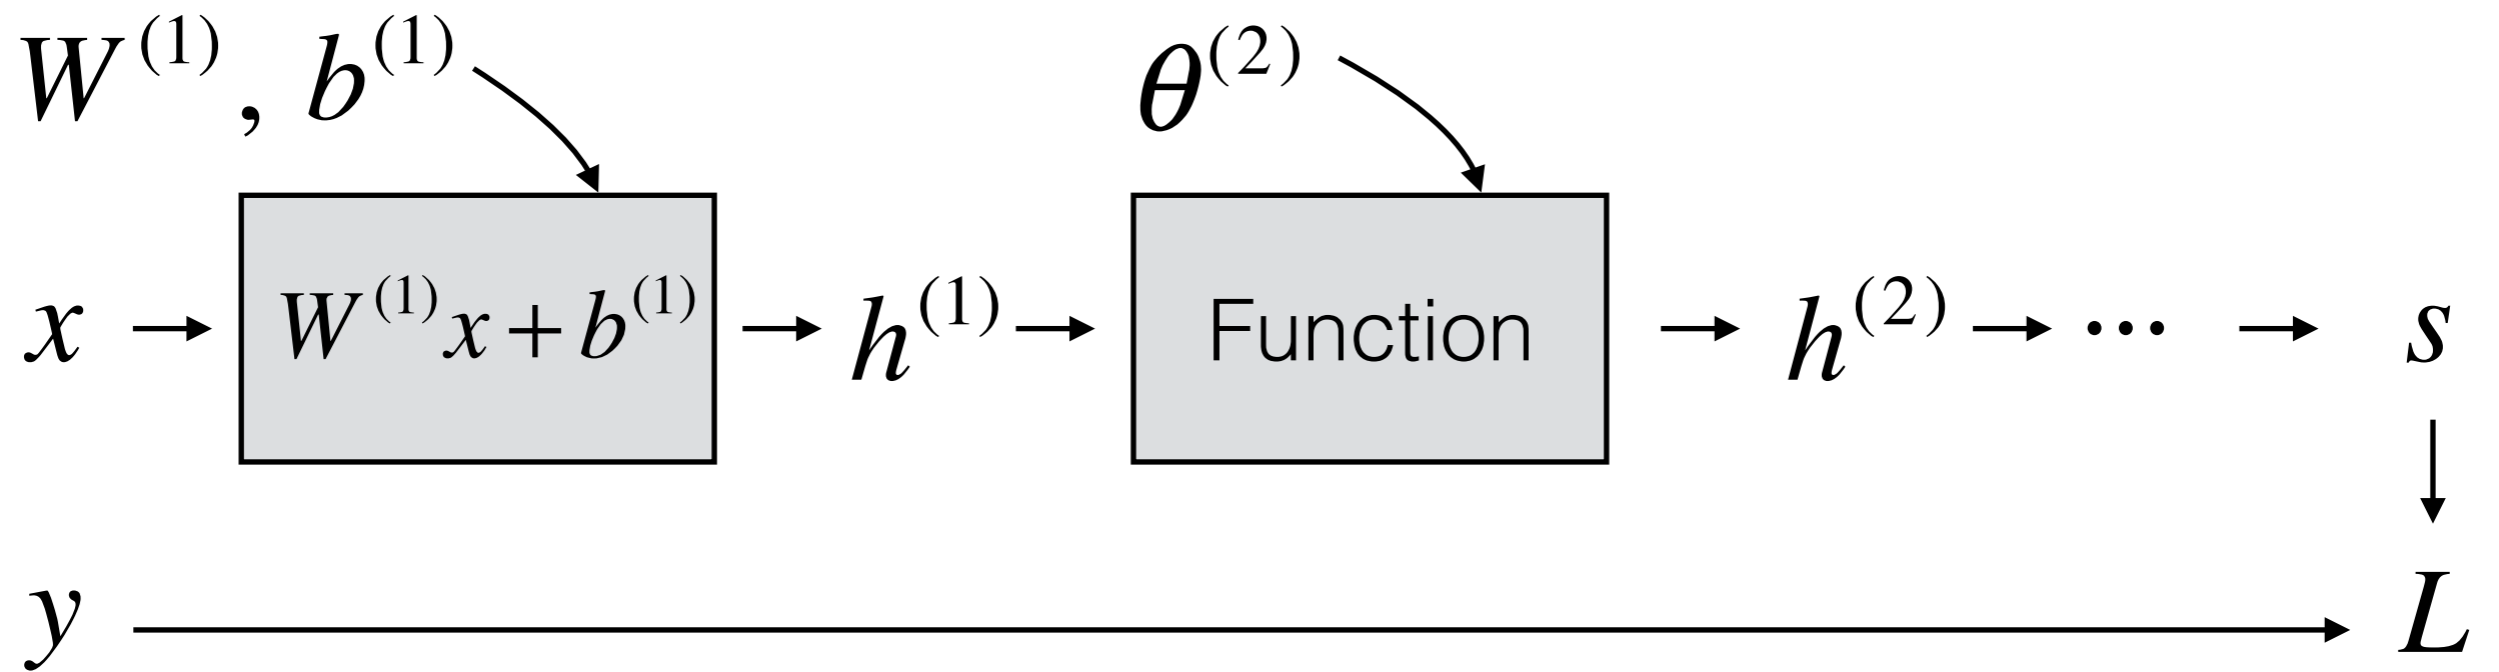 W^{(1)}, b^{(1)} θ^{(2)}
x W^{(1)}x + b^{(1)} h^{(1)} Function h^{(2)} ... s
y L